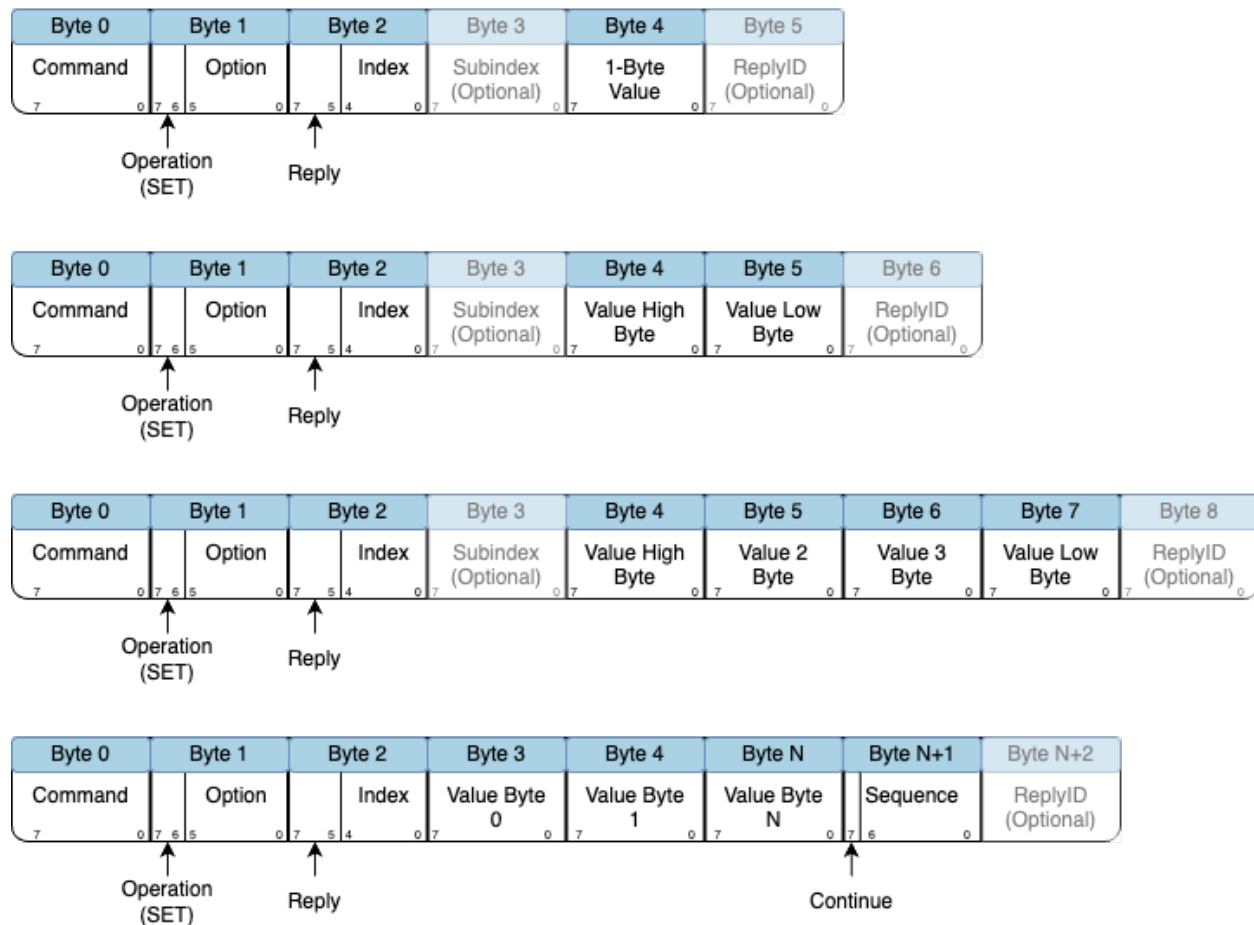 Byte 0 Byte 1 Byte 2 Byte 3 Byte 4 Byte 5
Command Option Index Subindex 1-Byte ReplyID
(Optional) Value (Optional)
7 0 7 6 5 0 7 5 4 0 7 0 7 0 7 0
Operation
(SET)
Reply
Byte 0 Byte 1 Byte 2 Byte 3 Byte 4 Byte 5 Byte 6
Command Option Index Subindex Value High Value Low ReplyID
(Optional) Byte Byte (Optional)
7 0 7 6 5 0 7 5 4 0 7 0 7 0 7 0 7 0
Operation
(SET)
Reply
Byte 0 Byte 1 Byte 2 Byte 3 Byte 4 Byte 5 Byte 6 Byte 7 Byte 8
Command Option Index Subindex Value High Value 2 Value 3 Value Low ReplyID
(Optional) Byte Byte Byte Byte (Optional)
7 0 7 6 5 0 7 5 4 0 7 0 7 0 7 0 7 0 7 0 7 0
Operation
(SET)
Reply
Byte 0 Byte 1 Byte 2 Byte 3 Byte 4 Byte N Byte N+1 Byte N+2
Command Option Index Value Byte Value Byte Value Byte Sequence ReplyID
0 1 N (Optional)
7 0 7 6 5 0 7 5 4 0 7 0 7 0 7 0 7 6 0
Operation
(SET)
Reply
Continue